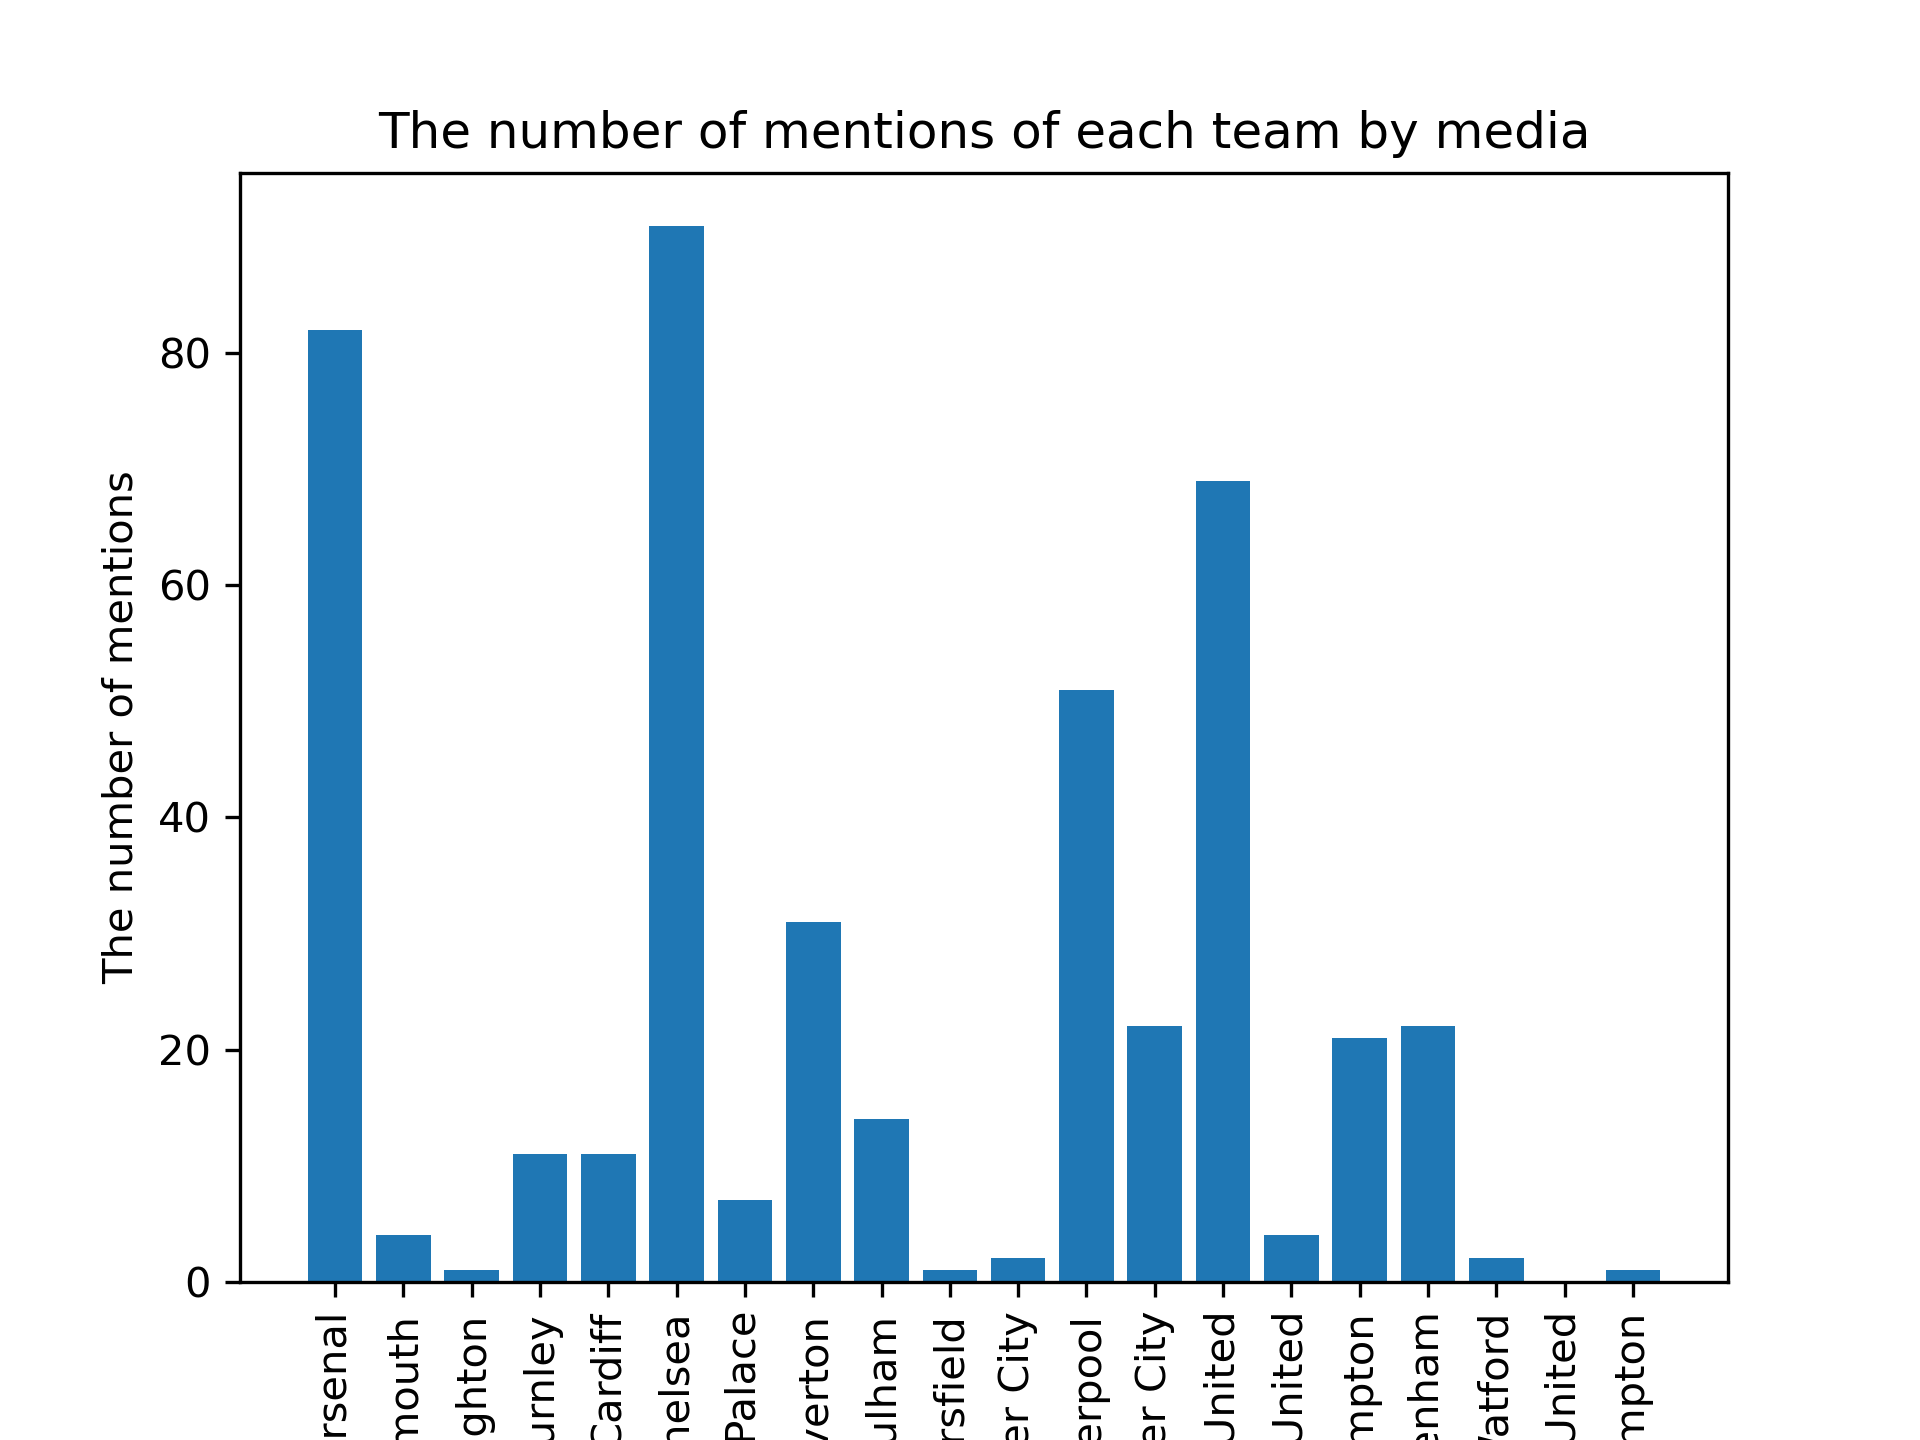 The number of mentions of each team by media
The number of mentions
80
60
40
20
0
rsenal
mouth
ghton
urnley
Cardiff
helsea
Palace
verton
ulham
rsfield
er City
erpool
er City
United
United
mpton
enham
Watford
United
mpton